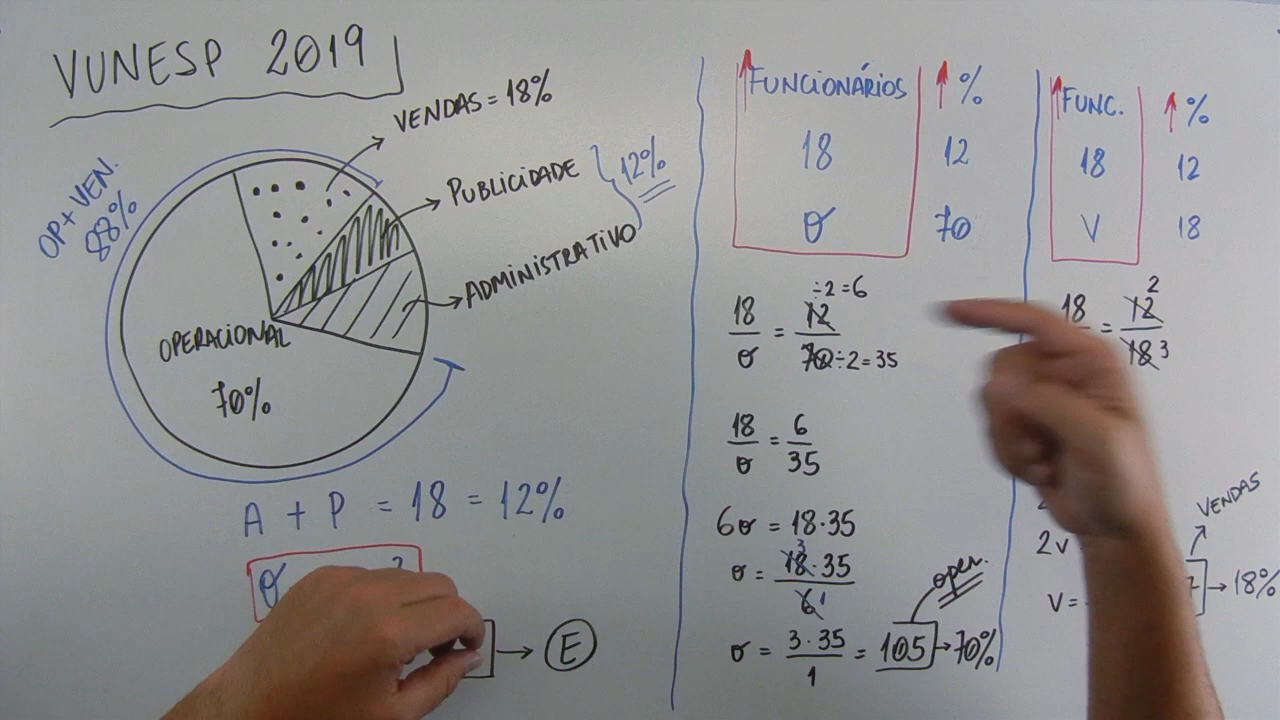 VUNESP 2019
VENDAS = 18%
PUBLICIDADE
12%
ADMINISTRATIVO
OP + VEN.
88%
OPERACIONAL
70%
A + P = 18 = 12%
σ
?
→ E
↑FUNCIONÁRIOS ↑%
18 12
σ 70
18/σ = 12/70
÷2=6
÷2=35
18/σ = 6/35
6σ = 18·35
σ = 18·35/6
3
1
σ = 3·35/1 = 105 → 70%
oper.
↑FUNC. ↑%
18 12
V 18
18
= 12/18
2
3
2v
V =
VENDAS
→ 18%